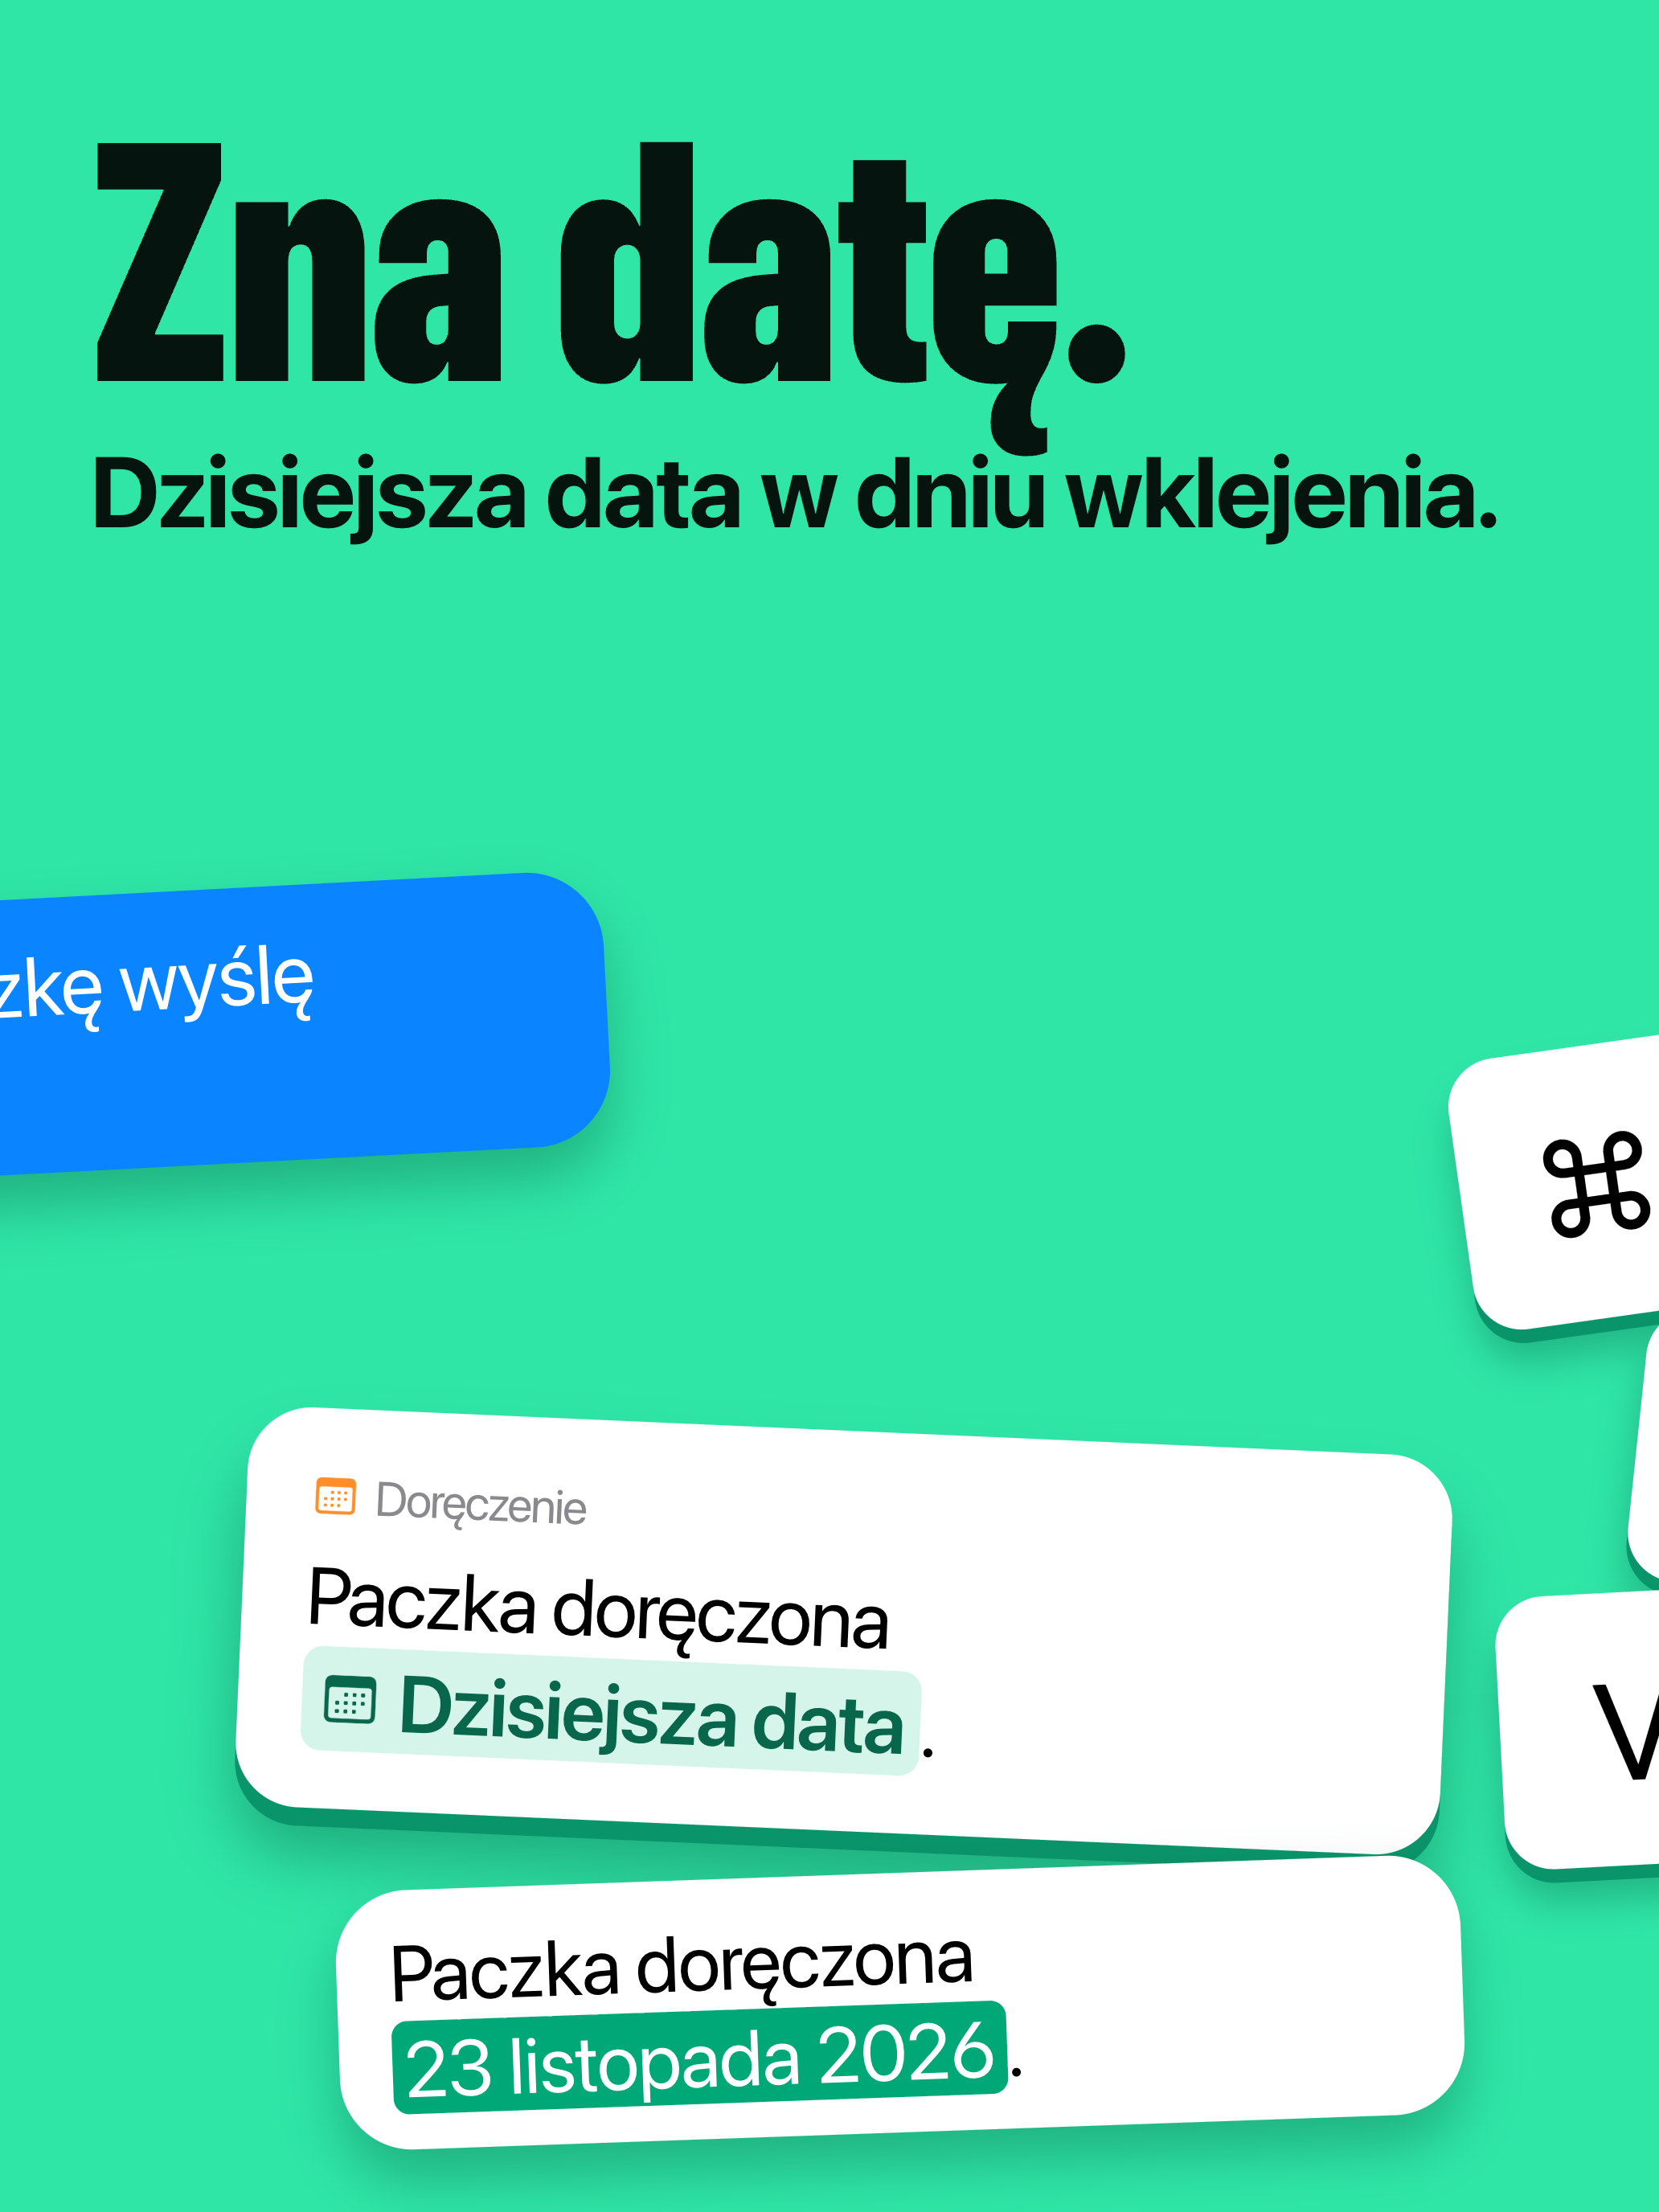 Zna datę.
Dzisiejsza data w dniu wklejenia.
zkę wyślę
⌘
Doręczenie
Paczka doręczona
Dzisiejsza data.
V
Paczka doręczona
23 listopada 2026.